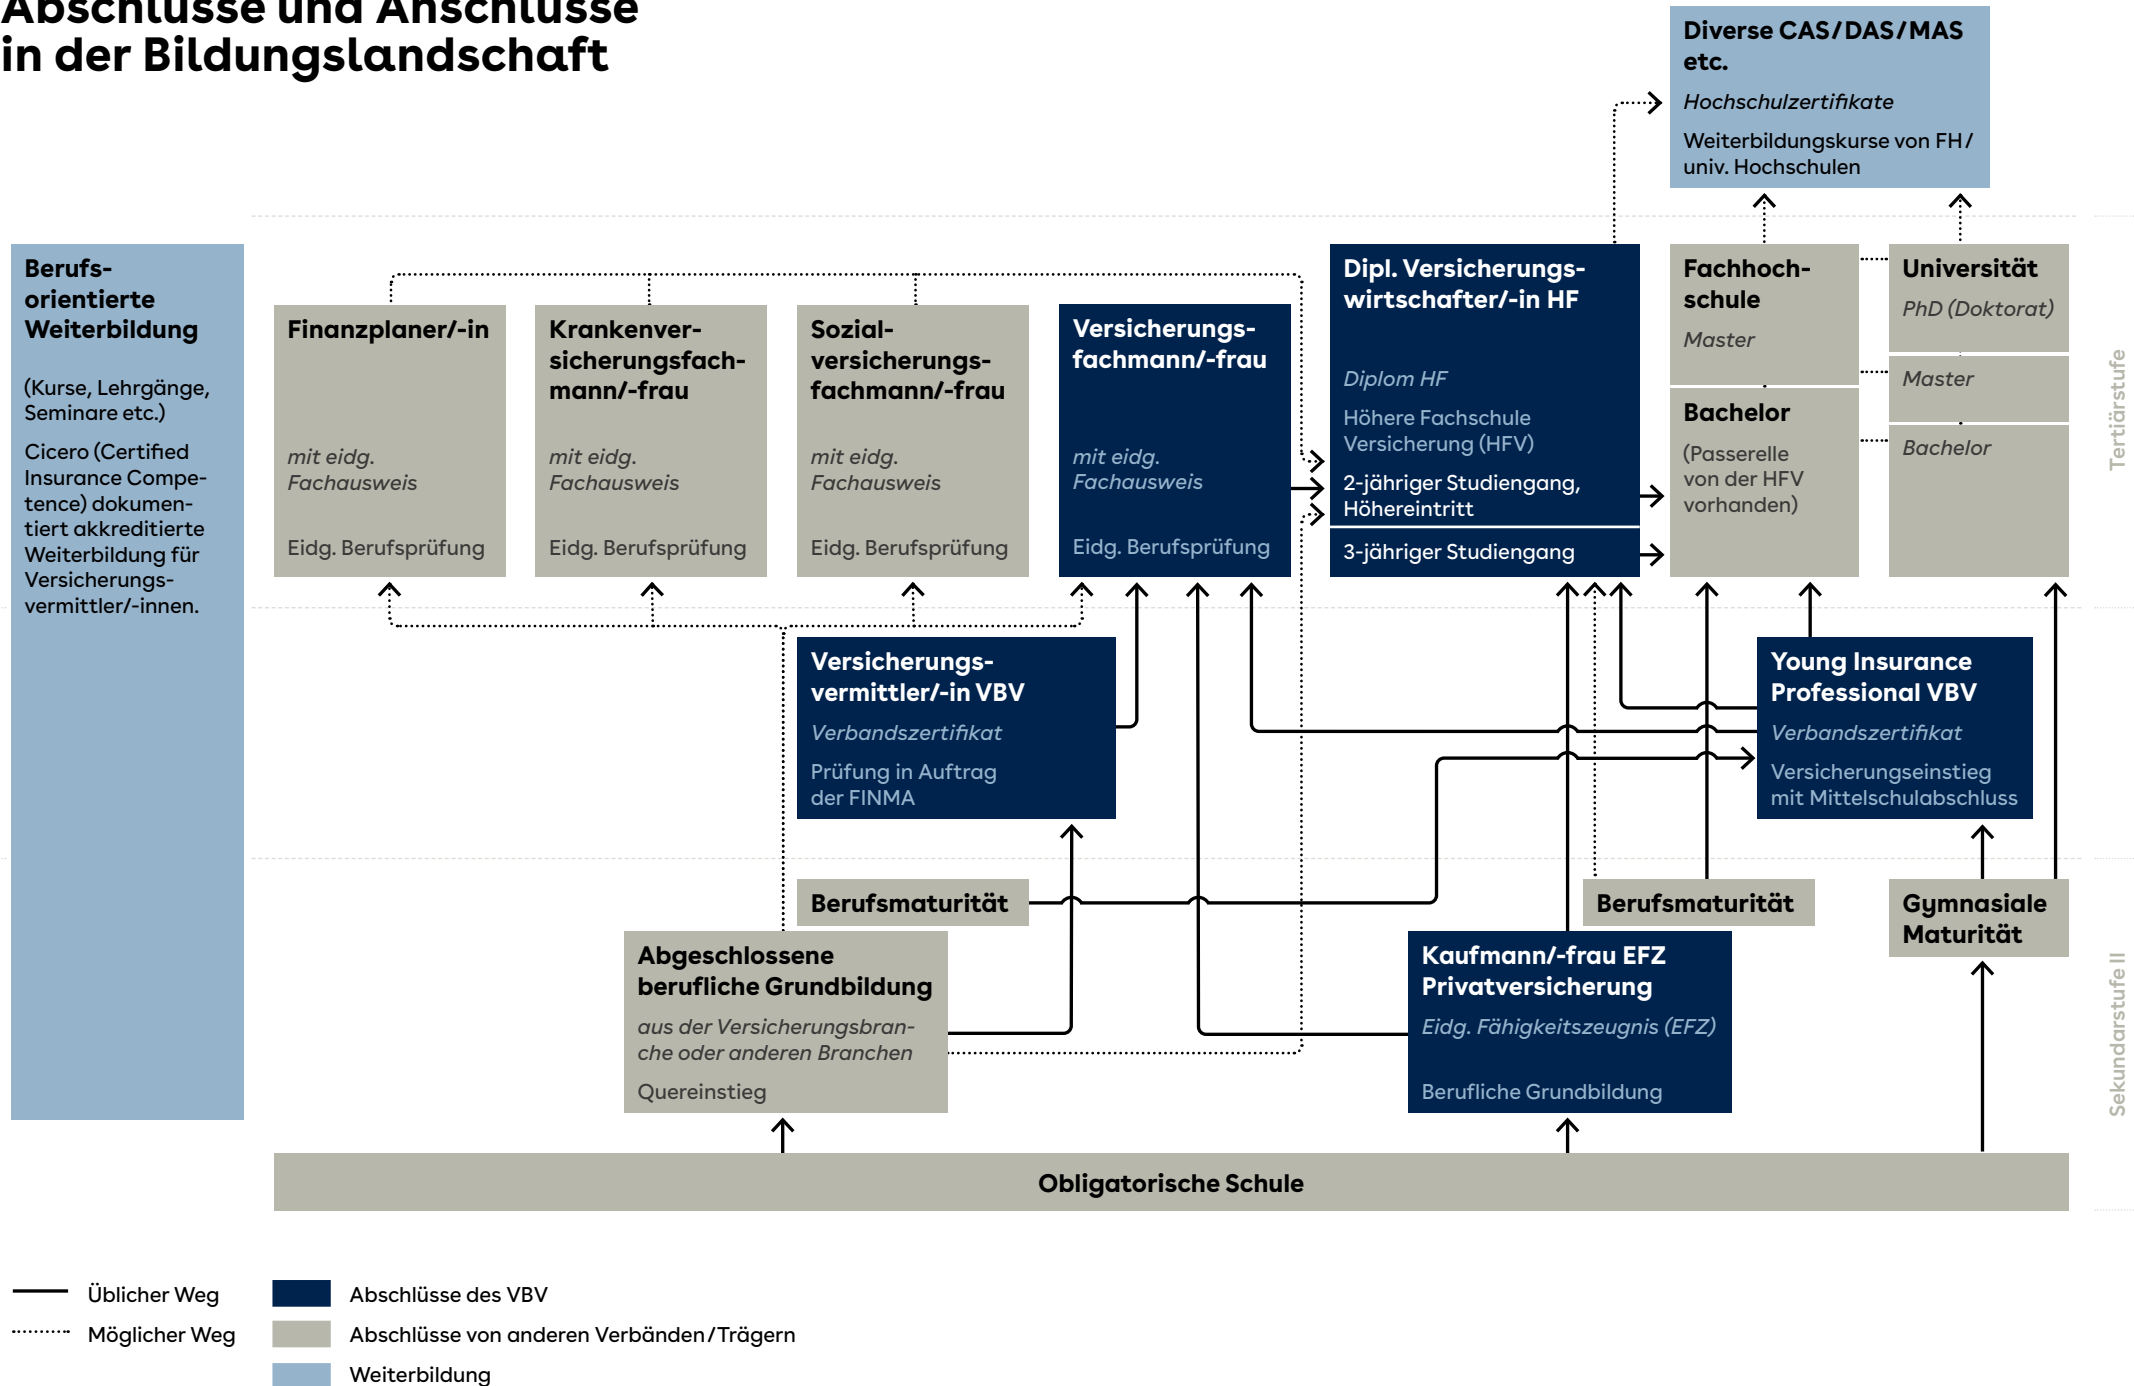 Abschlüsse und Anschlüsse
in der Bildungslandschaft
Diverse CAS/DAS/MAS
etc.
Hochschulzertifikate
Weiterbildungskurse von FH/
univ. Hochschulen
Berufs-
orientierte
Weiterbildung
(Kurse, Lehrgänge,
Seminare etc.)
Cicero (Certified
Insurance Compe-
tence) dokumen-
tiert akkreditierte
Weiterbildung für
Versicherungs-
vermittler/-innen.
Finanzplaner/-in
mit eidg.
Fachausweis
Eidg. Berufsprüfung
Krankenver-
sicherungsfach-
mann/-frau
mit eidg.
Fachausweis
Eidg. Berufsprüfung
Sozial-
versicherungs-
fachmann/-frau
mit eidg.
Fachausweis
Eidg. Berufsprüfung
Versicherungs-
fachmann/-frau
mit eidg.
Fachausweis
Eidg. Berufsprüfung
Dipl. Versicherungs-
wirtschafter/-in HF
Diplom HF
Höhere Fachschule
Versicherung (HFV)
2-jähriger Studiengang,
Höhereintritt
3-jähriger Studiengang
Fachhoch-
schule
Master
Bachelor
(Passerelle
von der HFV
vorhanden)
Universität
PhD (Doktorat)
Master
Bachelor
Tertiärstufe
Versicherungs-
vermittler/-in VBV
Verbandszertifikat
Prüfung in Auftrag
der FINMA
Young Insurance
Professional VBV
Verbandszertifikat
Versicherungseinstieg
mit Mittelschulabschluss
Berufsmaturität
Abgeschlossene
berufliche Grundbildung
aus der Versicherungsbran-
che oder anderen Branchen
Quereinstieg
Berufsmaturität
Kaufmann/-frau EFZ
Privatversicherung
Eidg. Fähigkeitszeugnis (EFZ)
Berufliche Grundbildung
Gymnasiale
Maturität
Sekundarstufe II
Obligatorische Schule
Üblicher Weg
Möglicher Weg
Abschlüsse des VBV
Abschlüsse von anderen Verbänden/Trägern
Weiterbildung